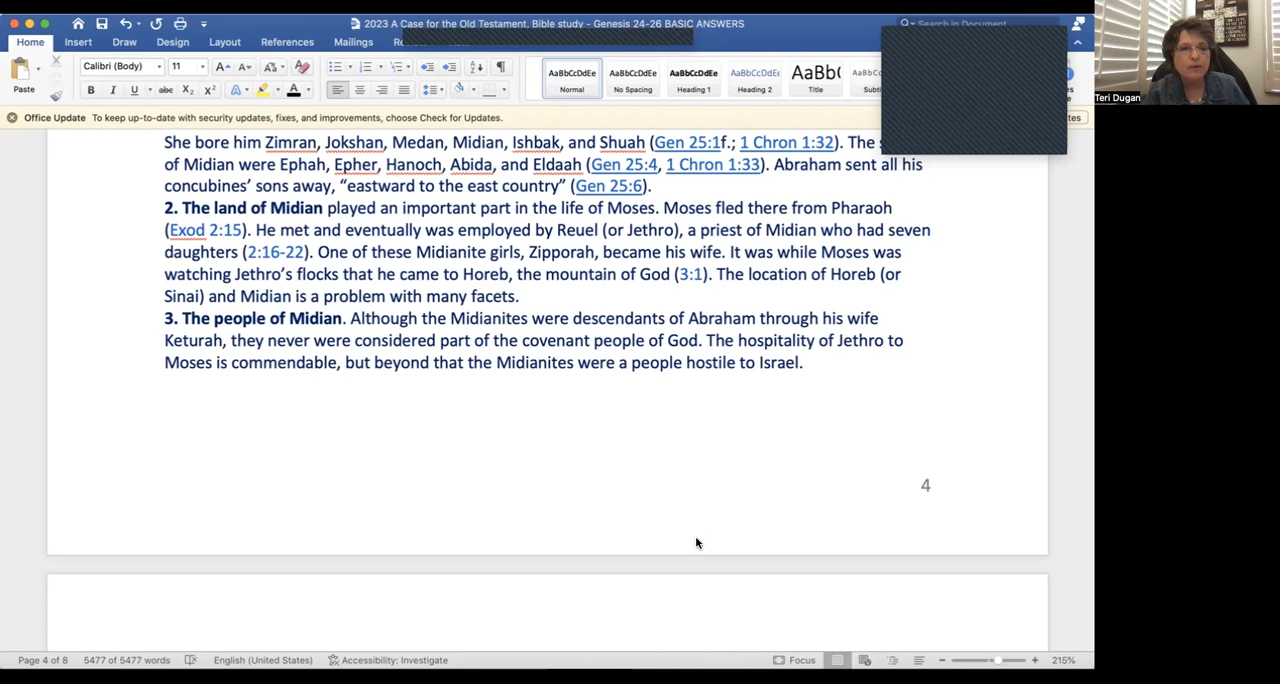 2023 A Case for the Old Testament, Bible study - Genesis 24-26 BASIC ANSWERS
Search in Document
Home Insert Draw Design Layout References Mailings
Paste
Calibri (Body) 11
AaBbCcDdEe AaBbCcDdEe AaBbCcDdEe AaBbCcDdEe AaBb( AaBbCcDdEe
Normal No Spacing Heading 1 Heading 2 Title
Teri Dugan
Office Update To keep up-to-date with security updates, fixes, and improvements, choose Check for Updates.
She bore him Zimran, Jokshan, Medan, Midian, Ishbak, and Shuah (Gen 25:1f.; 1 Chron 1:32). The
of Midian were Ephah, Epher, Hanoch, Abida, and Eldaah (Gen 25:4, 1 Chron 1:33). Abraham sent all his
concubines’ sons away, “eastward to the east country” (Gen 25:6).
2. The land of Midian played an important part in the life of Moses. Moses fled there from Pharaoh
(Exod 2:15). He met and eventually was employed by Reuel (or Jethro), a priest of Midian who had seven
daughters (2:16-22). One of these Midianite girls, Zipporah, became his wife. It was while Moses was
watching Jethro’s flocks that he came to Horeb, the mountain of God (3:1). The location of Horeb (or
Sinai) and Midian is a problem with many facets.
3. The people of Midian. Although the Midianites were descendants of Abraham through his wife
Keturah, they never were considered part of the covenant people of God. The hospitality of Jethro to
Moses is commendable, but beyond that the Midianites were a people hostile to Israel.
4
Page 4 of 8 5477 of 5477 words English (United States) Accessibility: Investigate Focus 215%